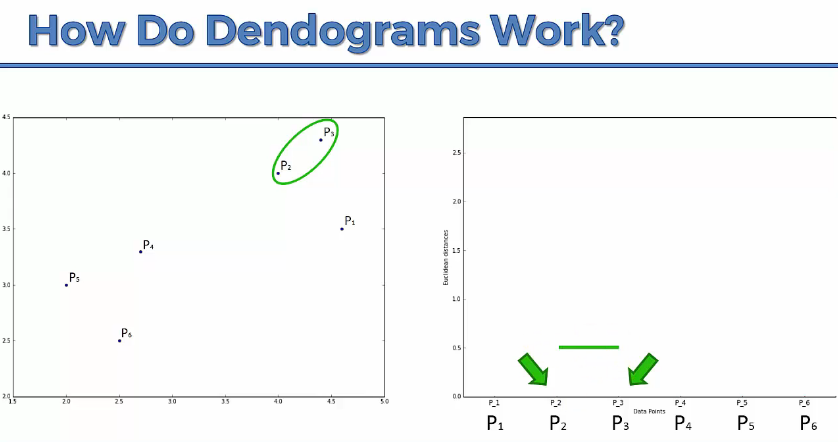 How Do Dendograms Work?
4.5
4.0
3.5
3.0
2.5
2.0
1.5 2.0 2.5 3.0 3.5 4.0 4.5 5.0
P₃
P₂
P₁
P₄
P₅
P₆
Euclidean distances
2.5
2.0
1.5
1.0
0.5
0.0
P_1 P_2 P_3 P_4 P_5 P_6
Data Points
P₁ P₂ P₃ P₄ P₅ P₆